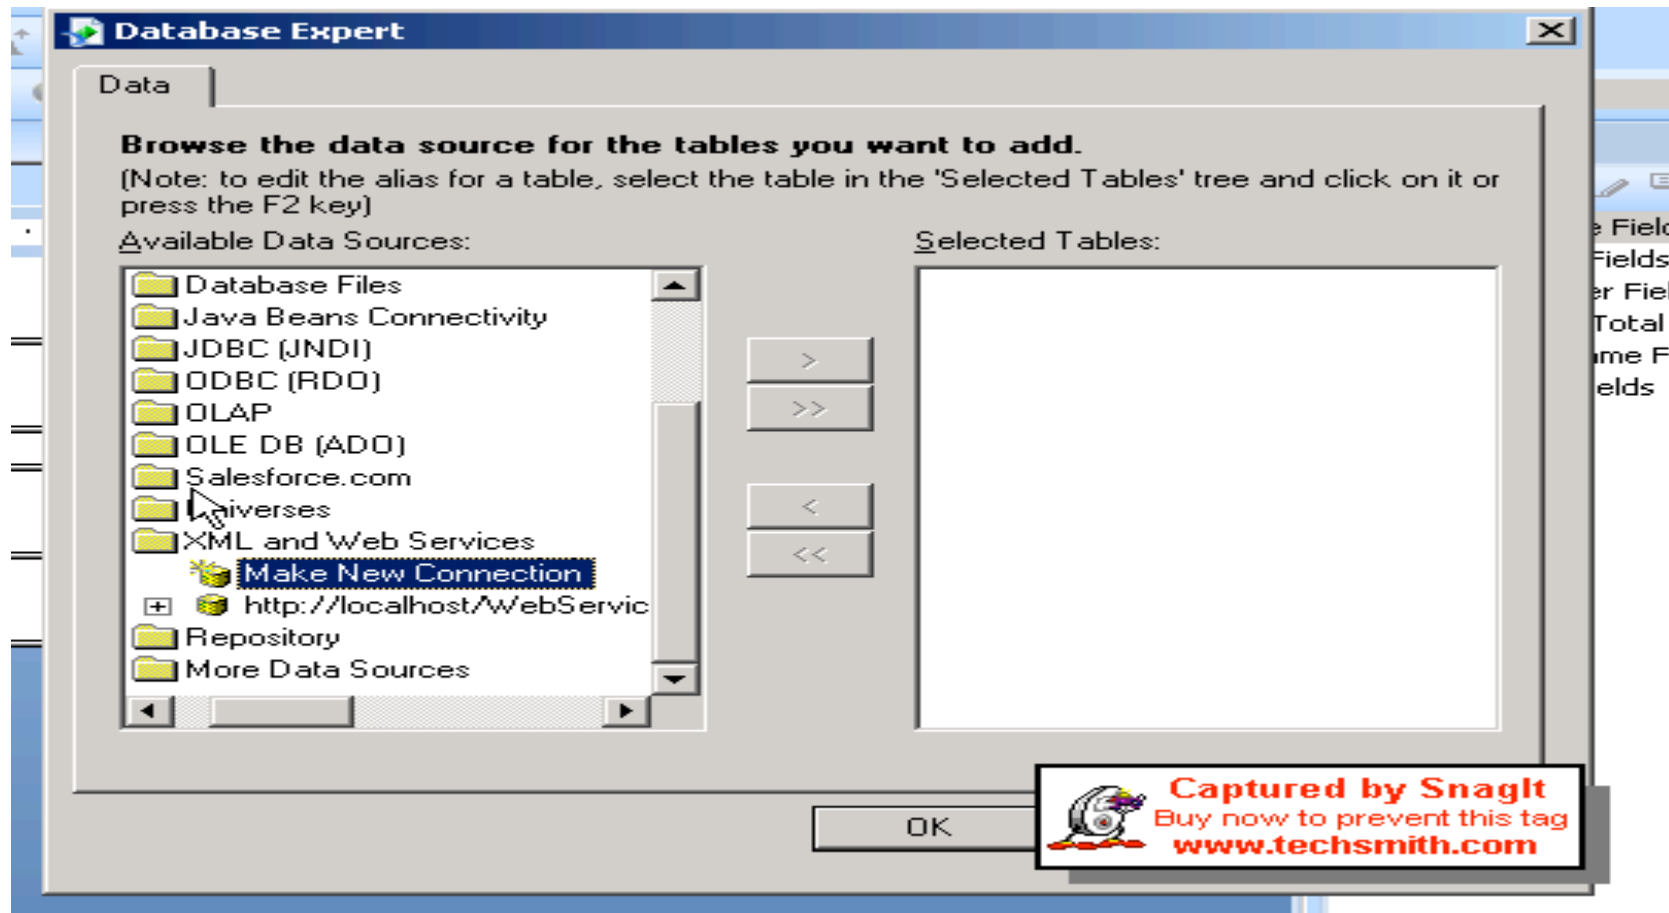 Database Expert
Data
Browse the data source for the tables you want to add.
(Note: to edit the alias for a table, select the table in the 'Selected Tables' tree and click on it or
press the F2 key)
Available Data Sources:
Selected Tables:
Database Files
Java Beans Connectivity
JDBC (JNDI)
ODBC (RDO)
OLAP
OLE DB (ADO)
Salesforce.com
XML and Web Services
Make New Connection
http://localhost/WebServic
Repository
More Data Sources
>
>>
<
<<
Fields
Total
OK
Captured by SnagIt
Buy now to prevent this tag
www.techsmith.com